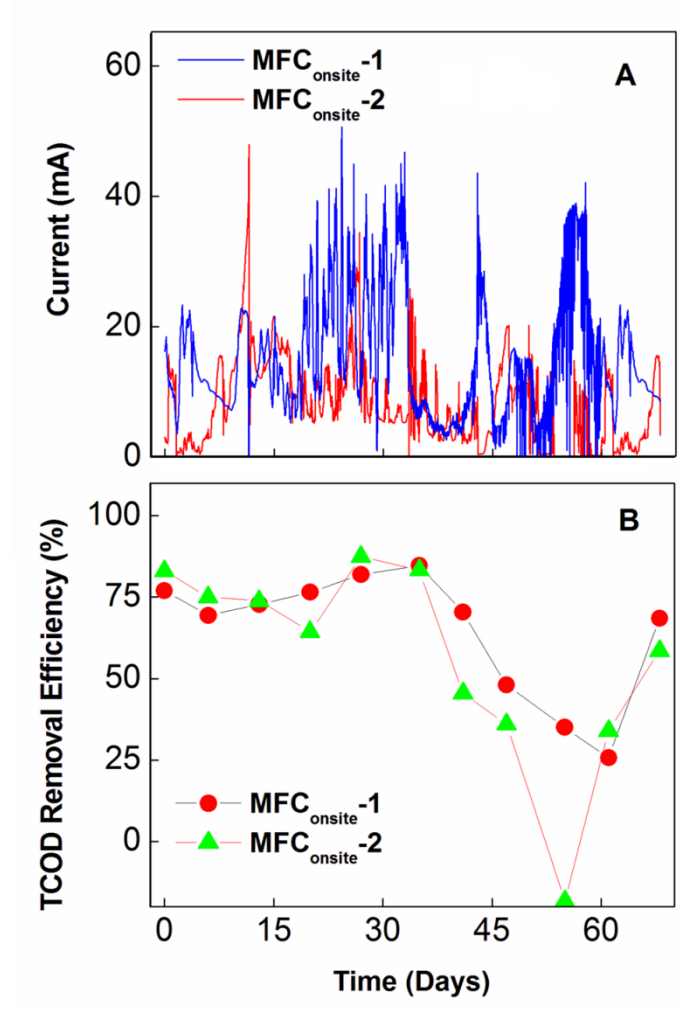 A
MFConsite-1
MFConsite-2
60
40
20
0
Current (mA)
B
100
75
50
25
0
TCOD Removal Efficiency (%)
MFConsite-1
MFConsite-2
0 15 30 45 60
Time (Days)